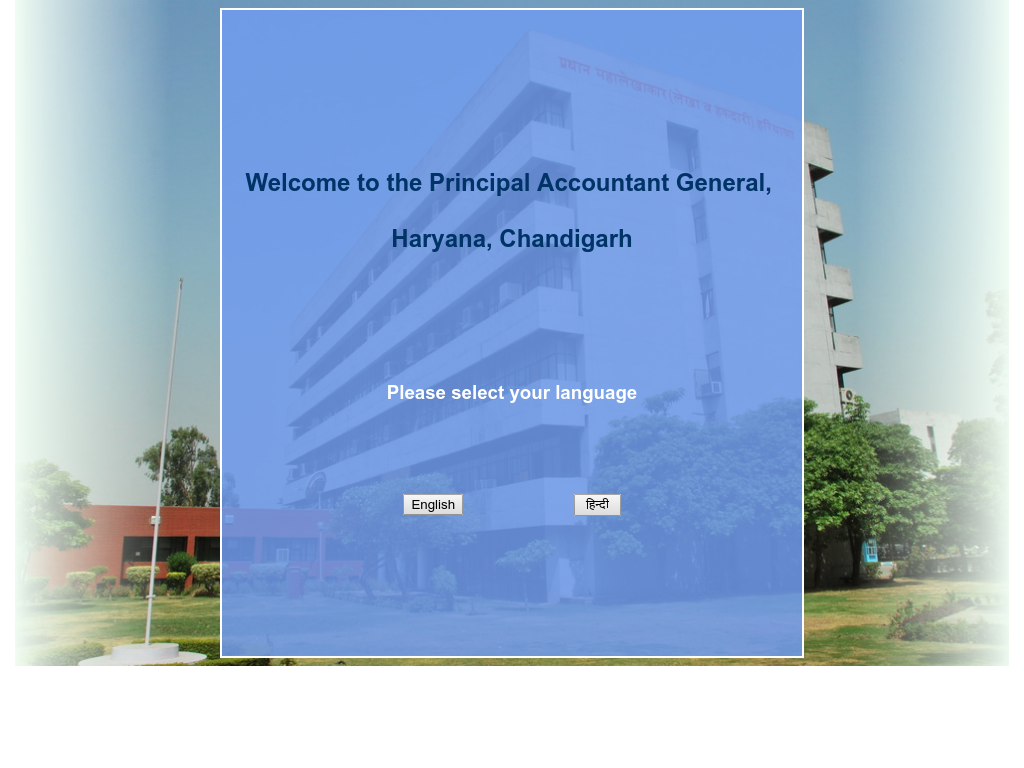 प्रधान महालेखाकार (लेखा व हकदारी) हरियाणा
Welcome to the Principal Accountant General,
Haryana, Chandigarh
Please select your language
English
हिन्दी